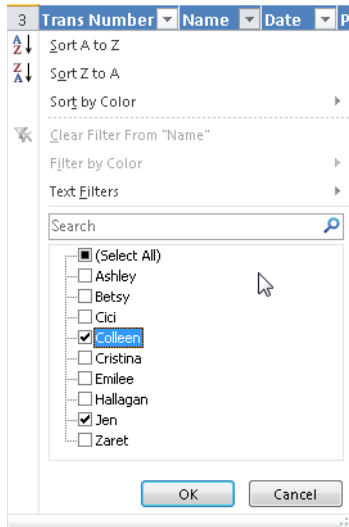 3 Trans Number Name Date P
Sort A to Z
Sort Z to A
Sort by Color
Clear Filter From "Name"
Filter by Color
Text Filters
Search
(Select All)
Ashley
Betsy
Cici
Colleen
Cristina
Emilee
Hallagan
Jen
Zaret
OK Cancel